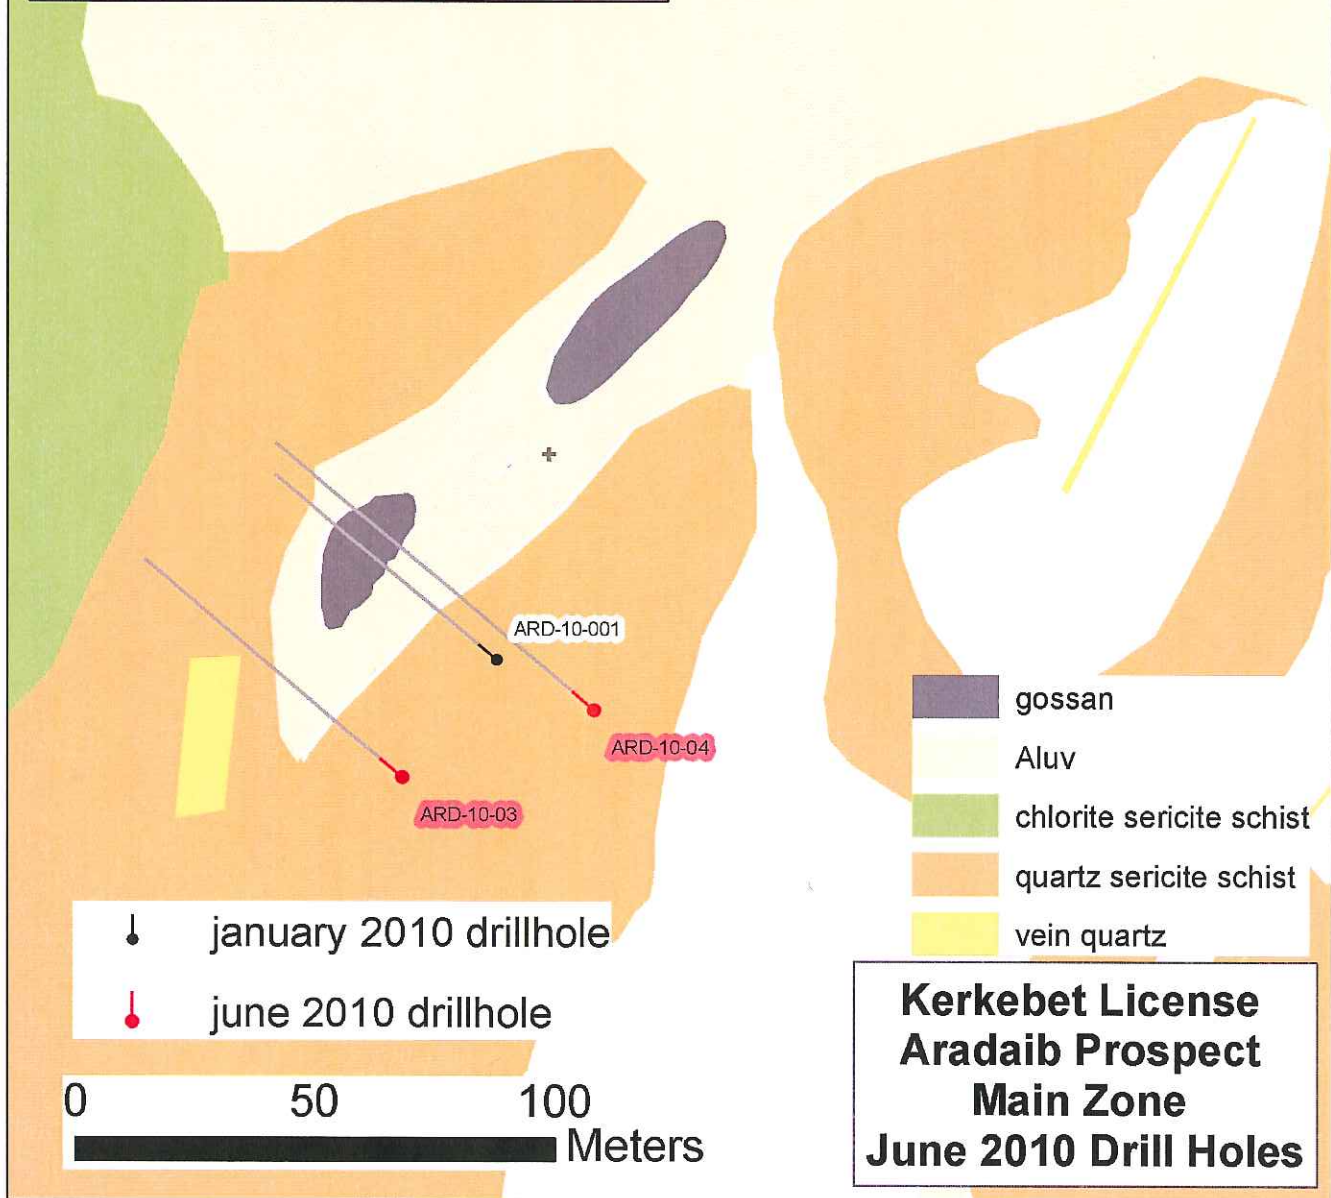 ARD-10-001
ARD-10-04
ARD-10-03
gossan
Aluv
chlorite sericite schist
quartz sericite schist
vein quartz
january 2010 drillhole
june 2010 drillhole
0 50 100
Meters
Kerkebet License
Aradaib Prospect
Main Zone
June 2010 Drill Holes